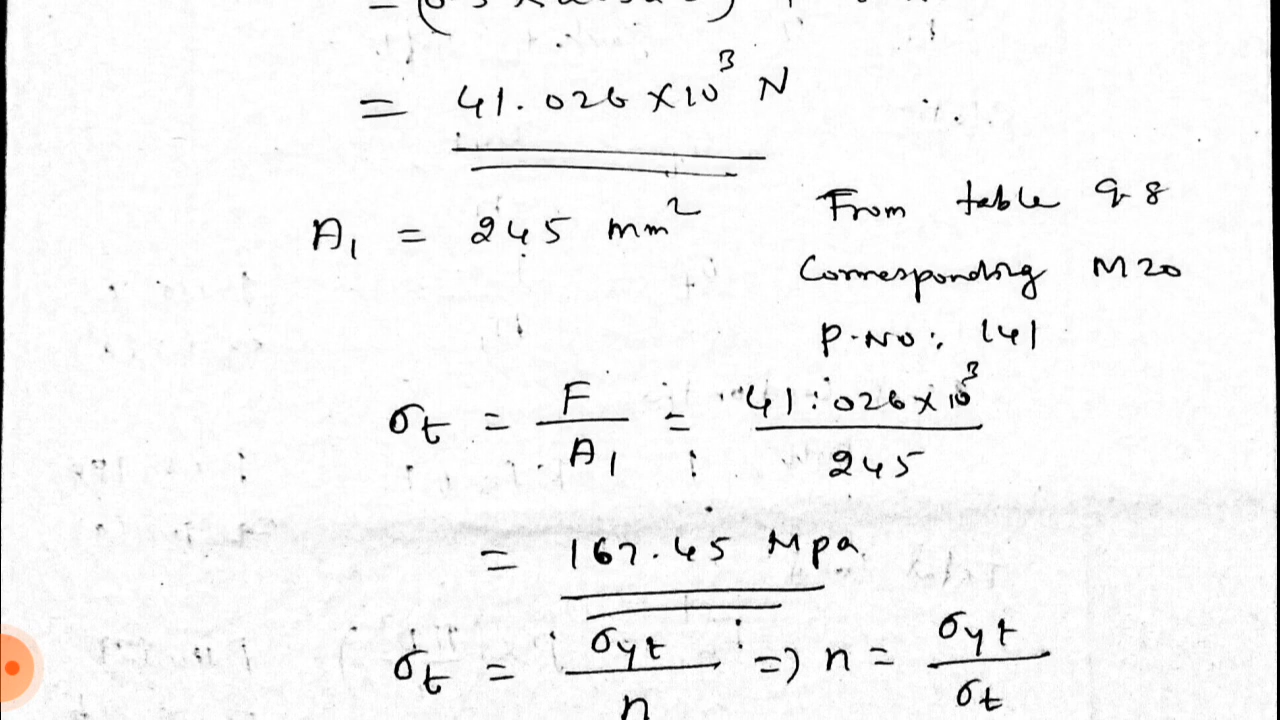 = 41.026 x 10³ N
A₁ = 245 mm² From table 9.8
Corresponding M20
P.No: 141
σt = F / A₁ = 41.026 x 10³ / 245
= 167.45 Mpa
σt = σyt / n => n = σyt / σt